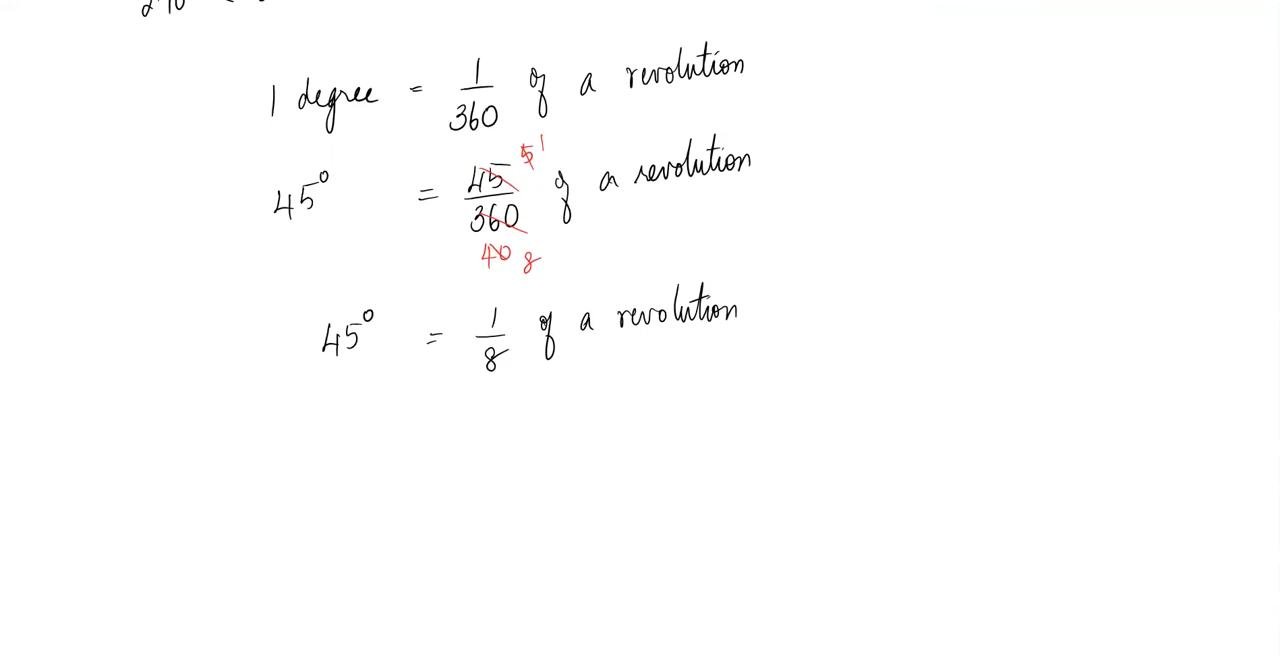 1 degree = 1/360 of a revolution
45° = 45/360 of a revolution
5 1
40 8
45° = 1/8 of a revolution